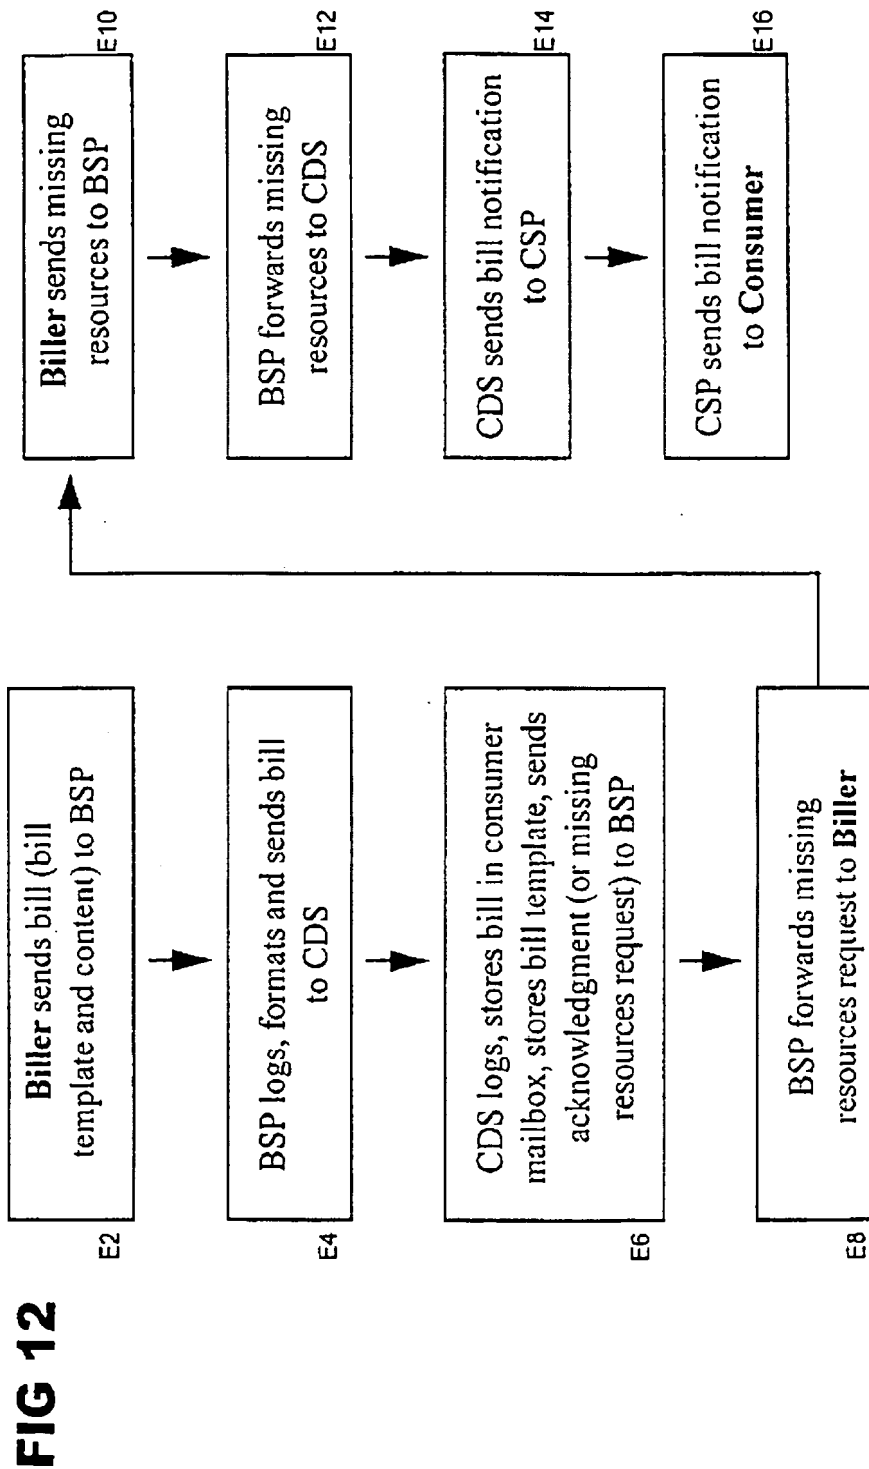 FIG 12
E2
Biller sends bill (bill
template and content) to BSP
E4
BSP logs, formats and sends bill
to CDS
E6
CDS logs, stores bill in consumer
mailbox, stores bill template, sends
acknowledgment (or missing
resources request) to BSP
E8
BSP forwards missing
resources request to Biller
Biller sends missing
resources to BSP
E10
BSP forwards missing
resources to CDS
E12
CDS sends bill notification
to CSP
E14
CSP sends bill notification
to Consumer
E16